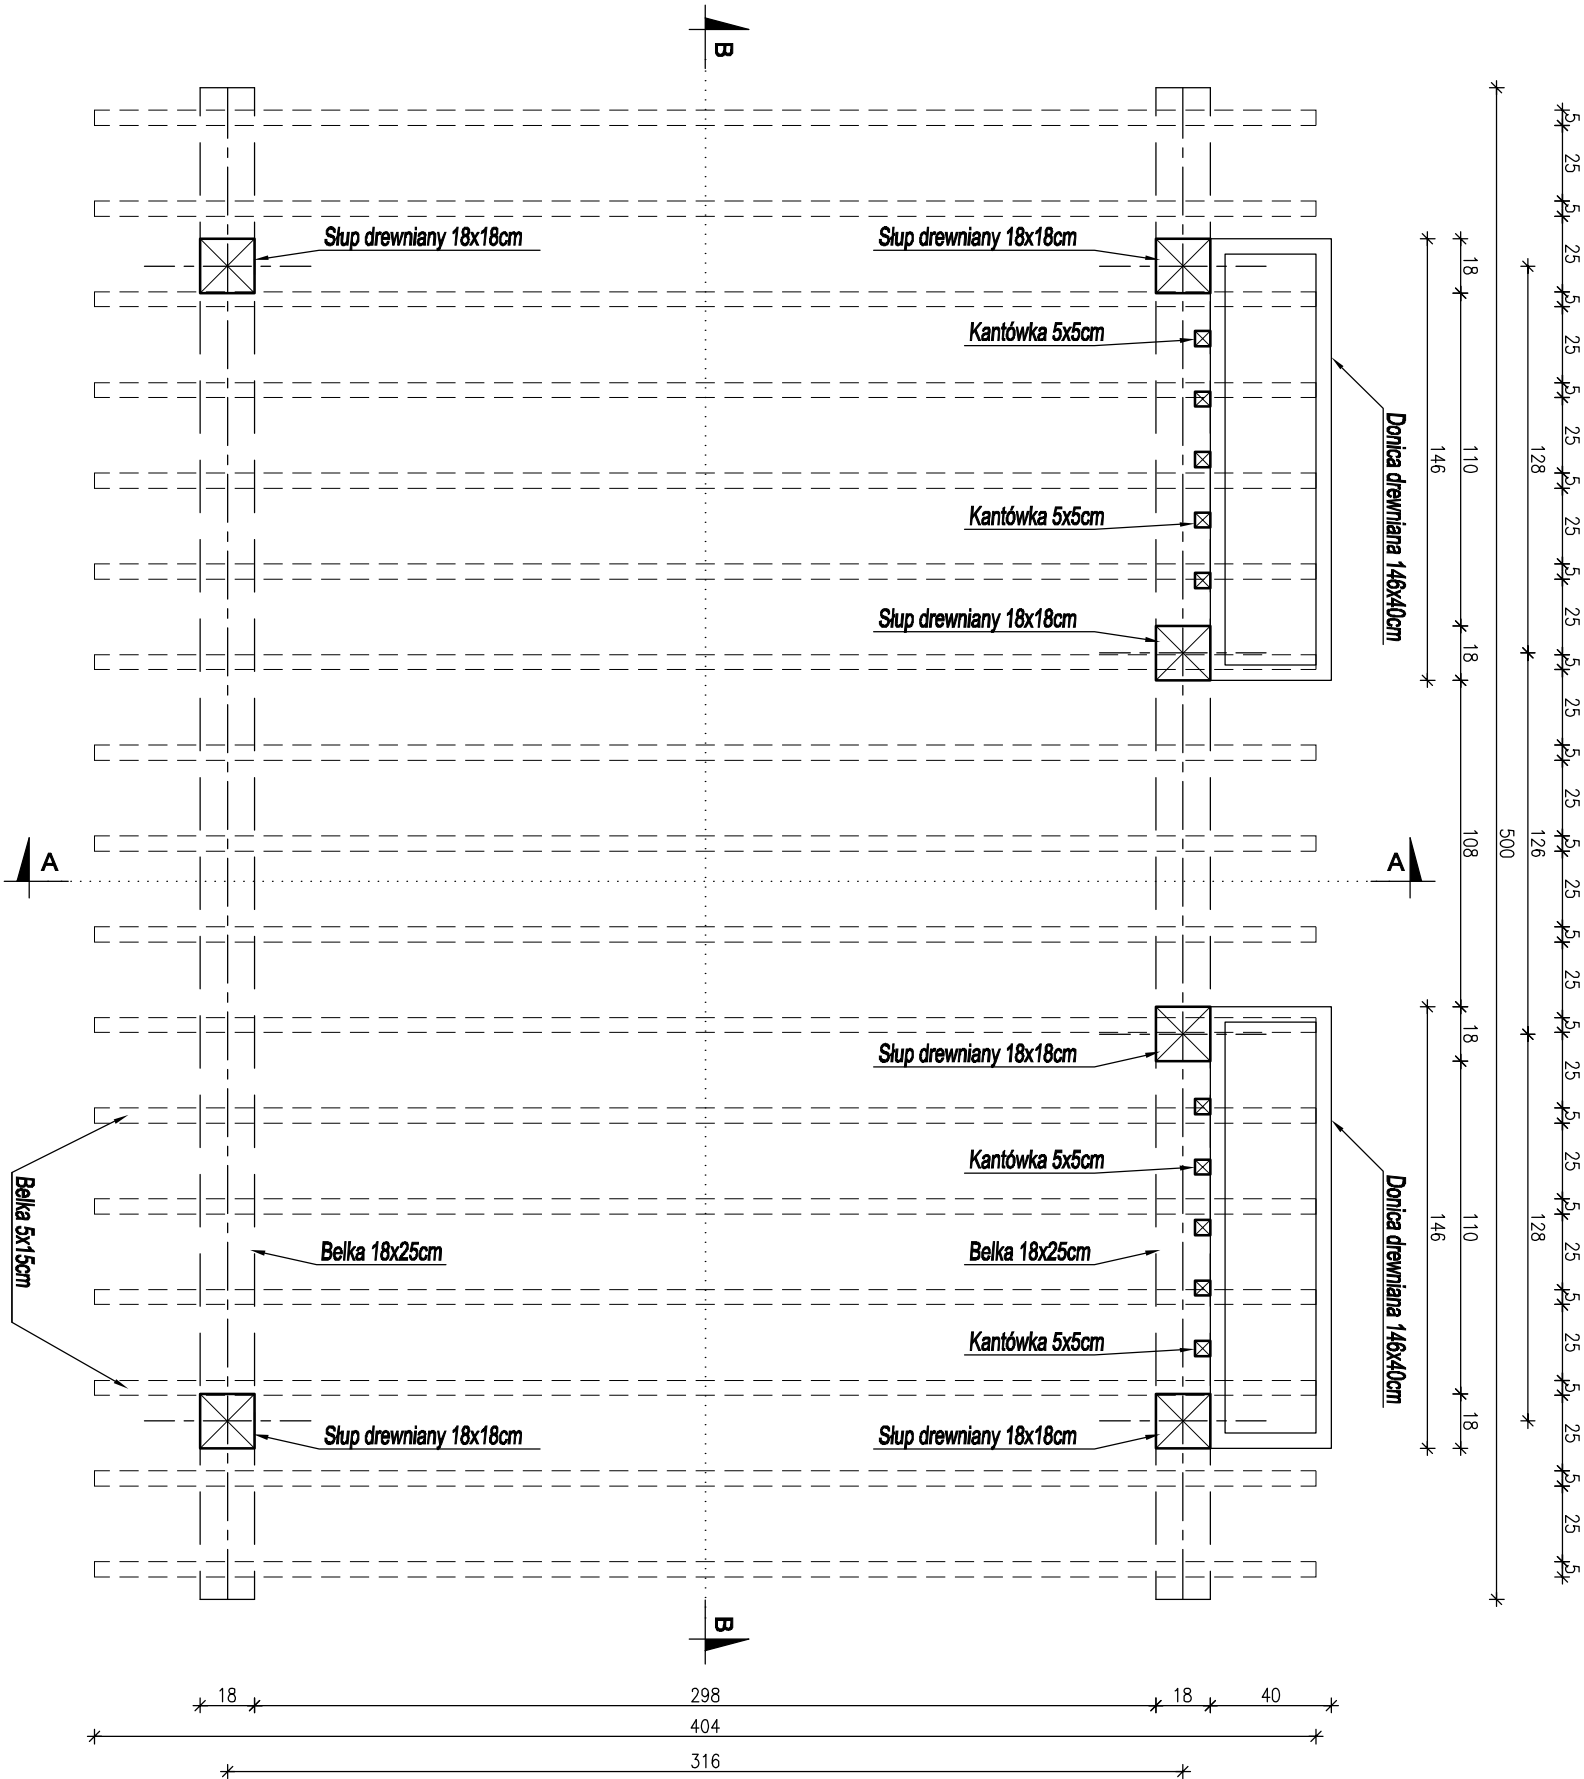 B
Słup drewniany 18x18cm
Słup drewniany 18x18cm
Kantówka 5x5cm
Kantówka 5x5cm
Słup drewniany 18x18cm
Donica drewniana 146x40cm
A
A
Słup drewniany 18x18cm
Kantówka 5x5cm
Belka 18x25cm
Belka 18x25cm
Kantówka 5x5cm
Słup drewniany 18x18cm
Słup drewniany 18x18cm
Belka 5x15cm
Donica drewniana 146x40cm
B
146
146
18
110
18
108
18
110
18
500
128
126
128
5
25
5
25
5
25
5
25
5
25
5
25
5
25
5
25
5
25
5
25
5
25
5
25
5
25
5
25
5
25
5
25
5
18
298
18
40
404
316